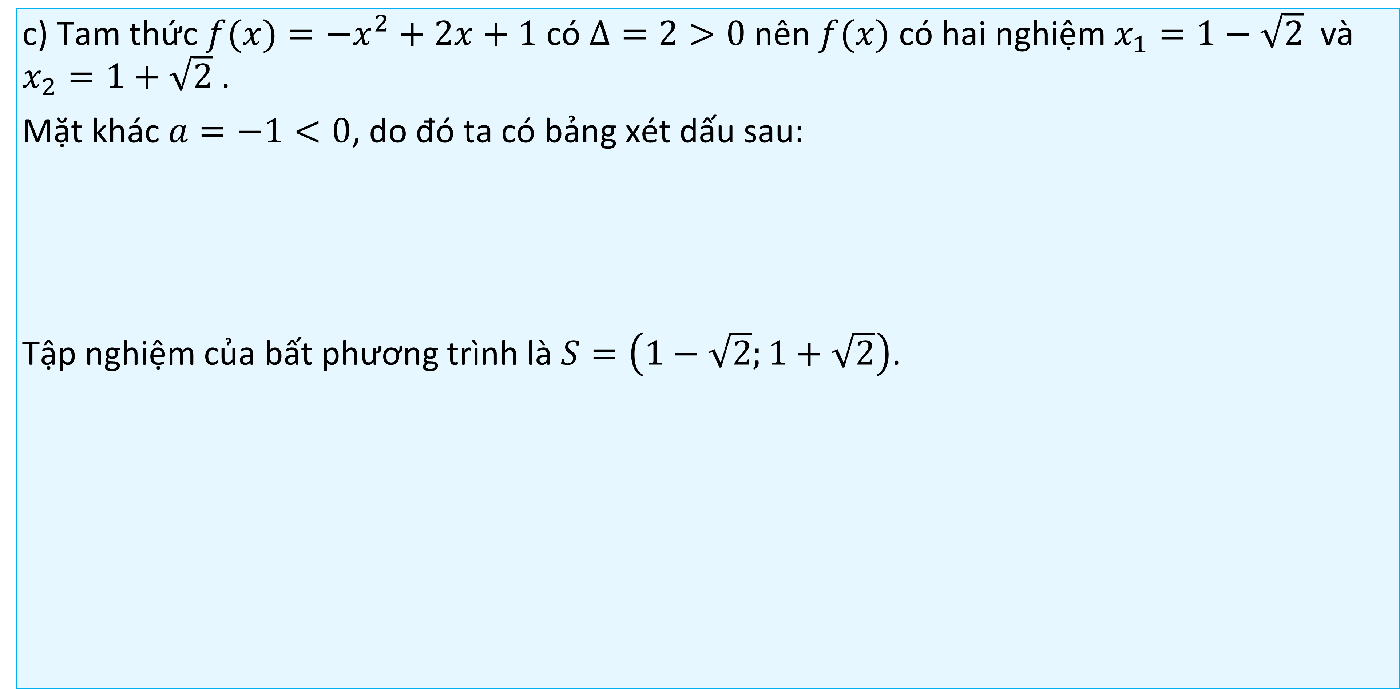 c) Tam thức f(x) = −x² + 2x + 1 có Δ = 2 > 0 nên f(x) có hai nghiệm x₁ = 1 − √2 và
x₂ = 1 + √2 .
Mặt khác a = −1 < 0, do đó ta có bảng xét dấu sau:
Tập nghiệm của bất phương trình là S = (1 − √2; 1 + √2).